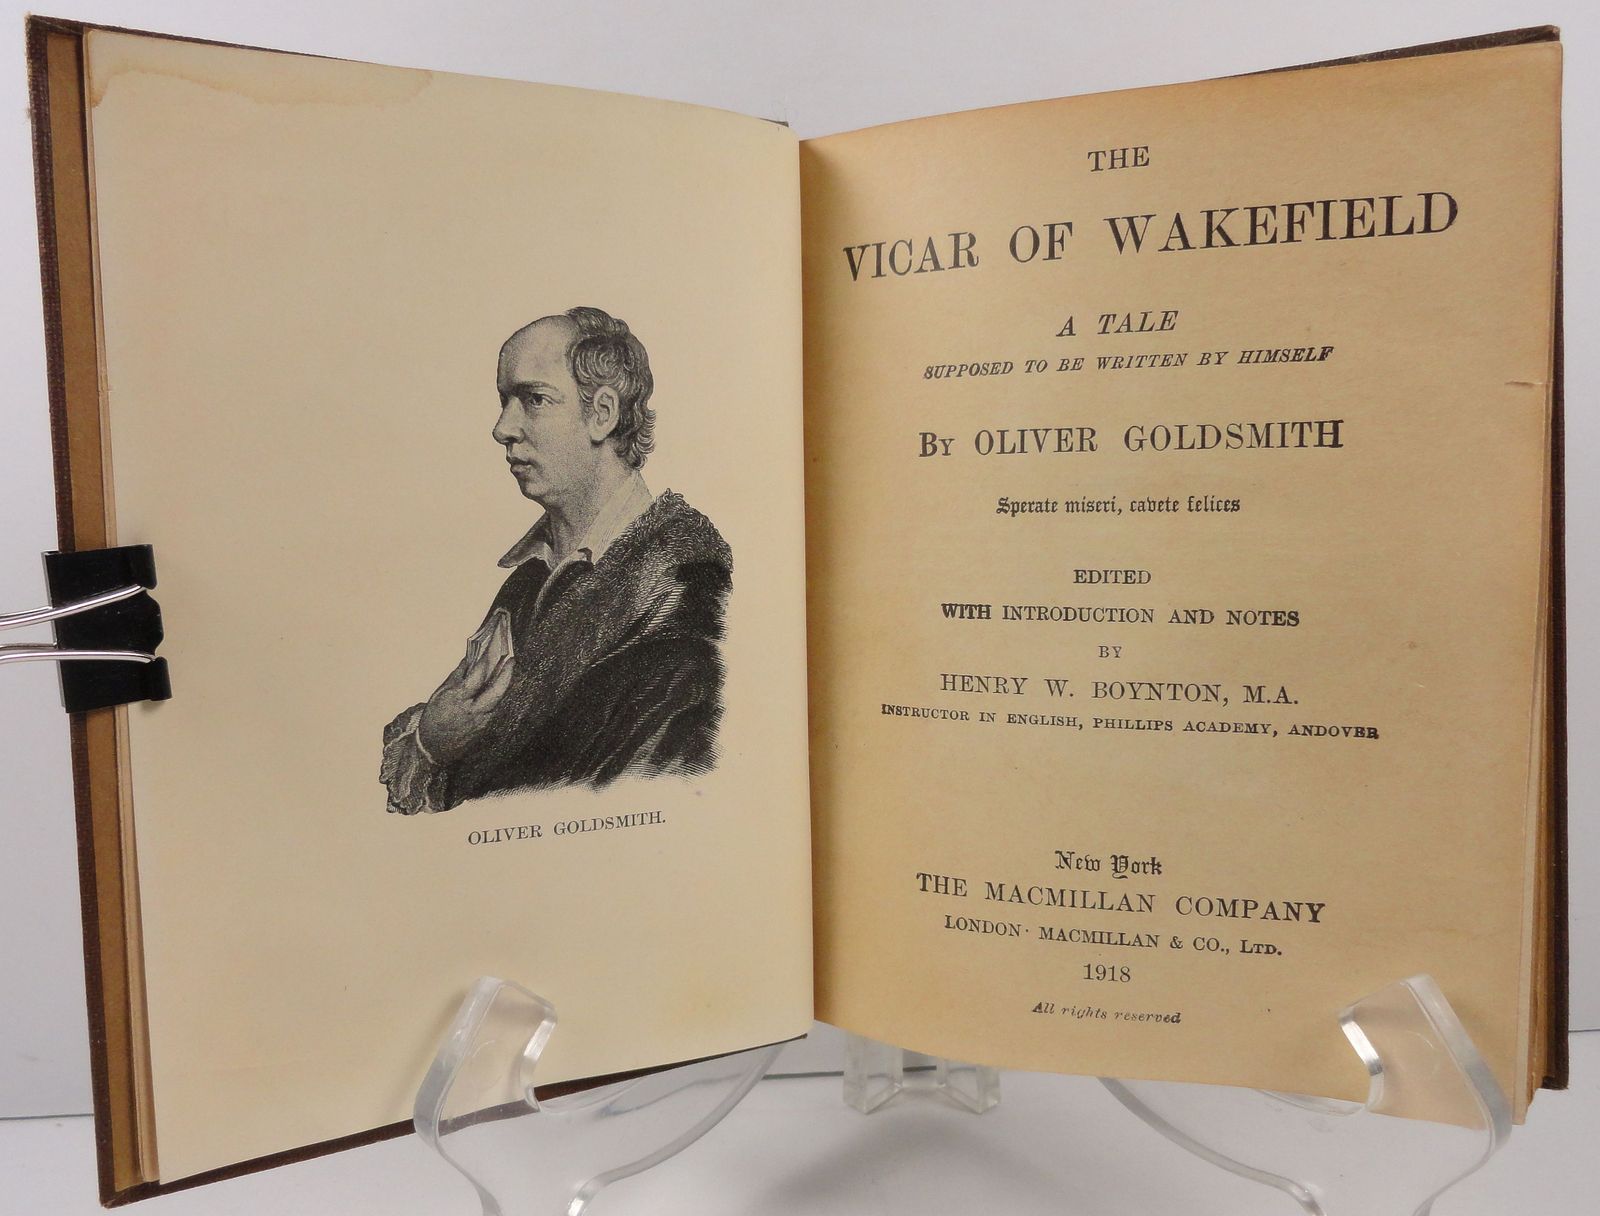 OLIVER GOLDSMITH.
THE
VICAR OF WAKEFIELD
A TALE
SUPPOSED TO BE WRITTEN BY HIMSELF
BY OLIVER GOLDSMITH
Sperate miseri, cavete felices
EDITED
WITH INTRODUCTION AND NOTES
BY
HENRY W. BOYNTON, M.A.
INSTRUCTOR IN ENGLISH, PHILLIPS ACADEMY, ANDOVER
New York
THE MACMILLAN COMPANY
LONDON· MACMILLAN & CO., LTD.
1918
All rights reserved